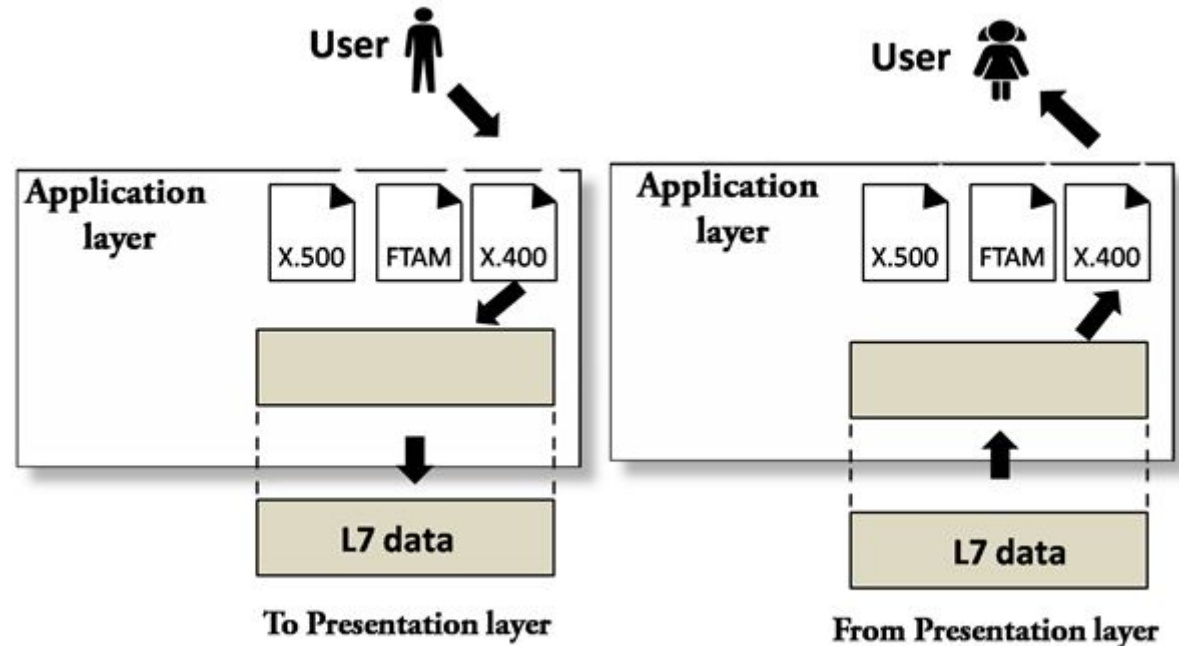 User
Application
layer
X.500 FTAM X.400
L7 data
To Presentation layer
User
Application
layer
X.500 FTAM X.400
L7 data
From Presentation layer